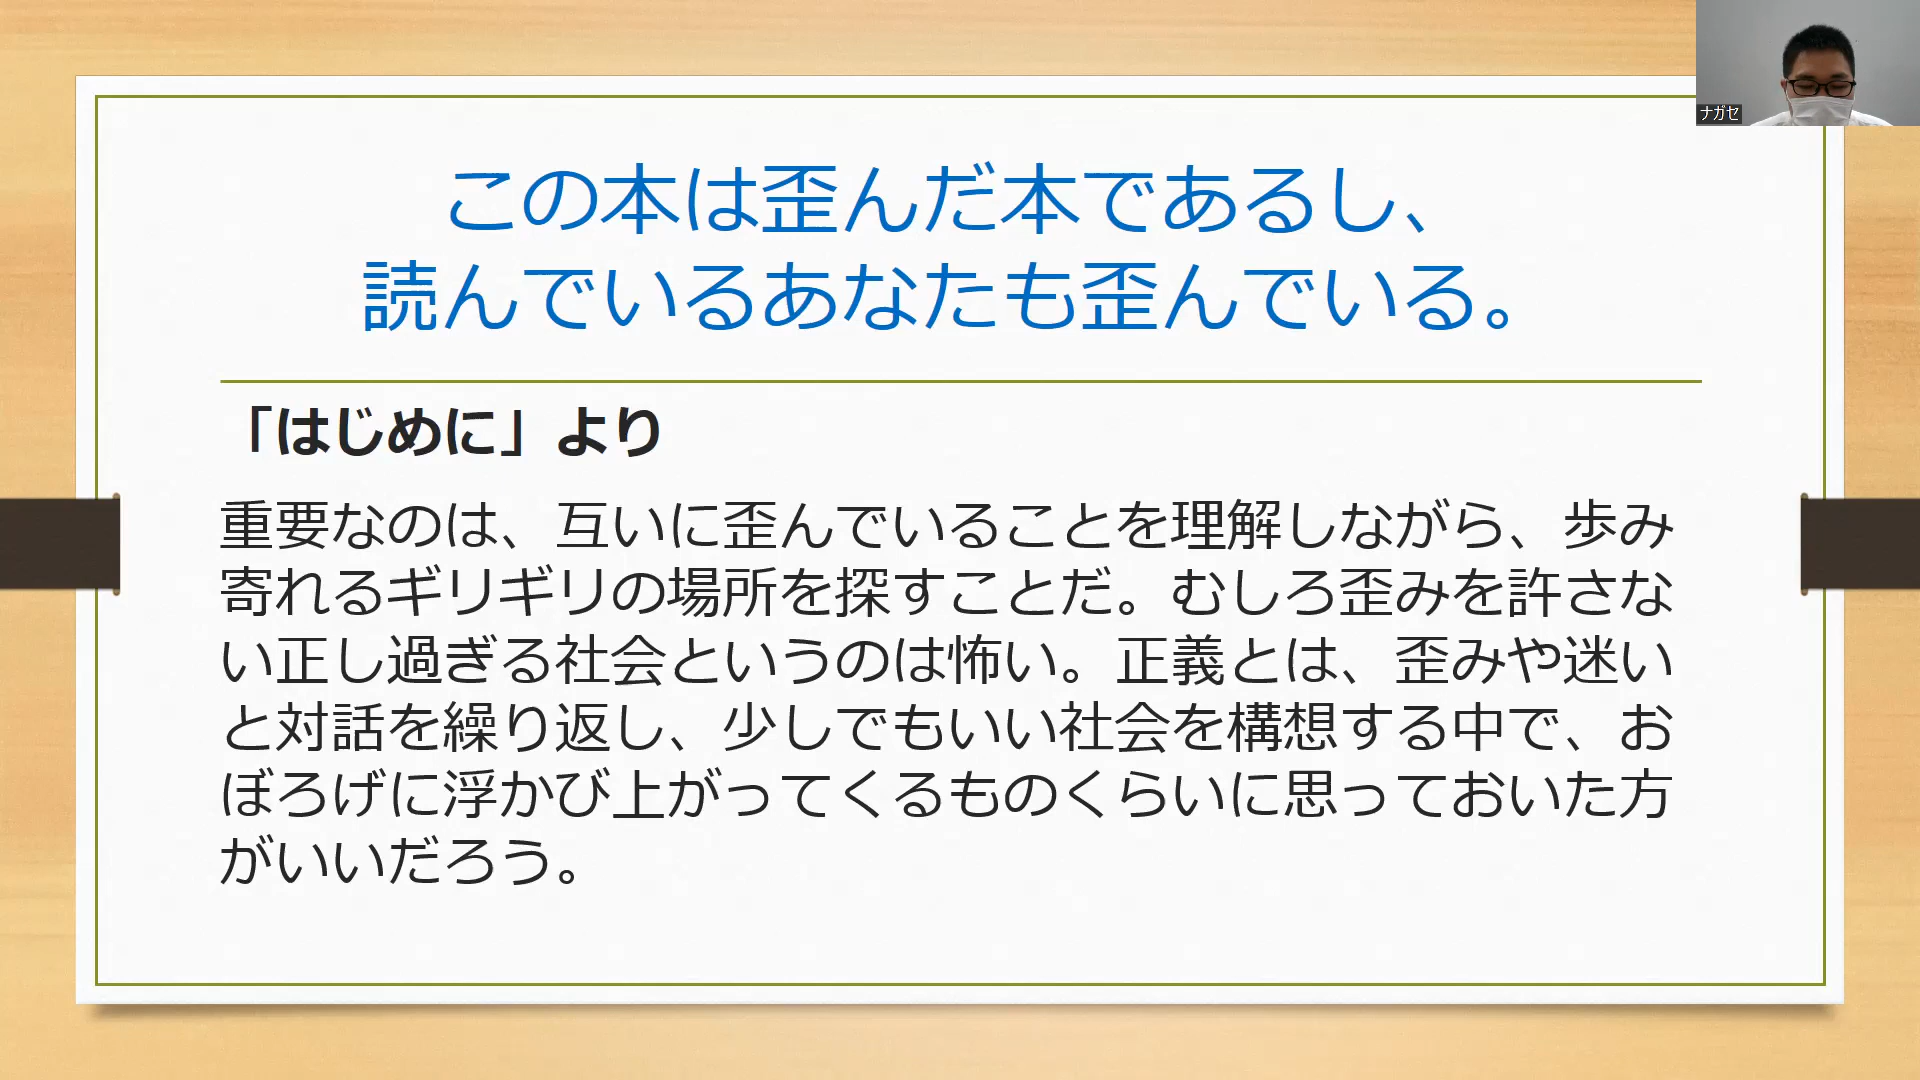 この本は歪んだ本であるし、
読んでいるあなたも歪んでいる。
「はじめに」より
重要なのは、互いに歪んでいることを理解しながら、歩み
寄れるギリギリの場所を探すことだ。むしろ歪みを許さな
い正し過ぎる社会というのは怖い。正義とは、歪みや迷い
と対話を繰り返し、少しでもいい社会を構想する中で、お
ぼろげに浮かび上がってくるものくらいに思っておいた方
がいいだろう。
ナガセ